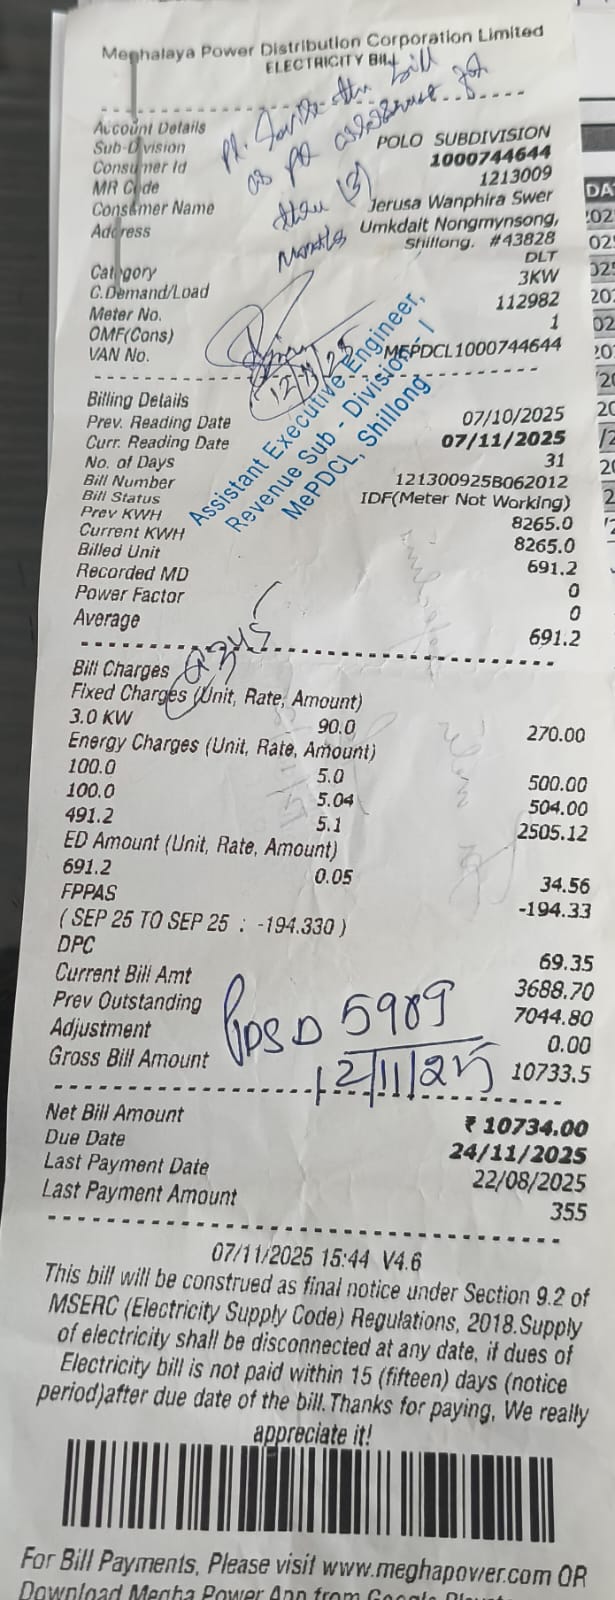 Meghalaya Power Distribution Corporation Limited
ELECTRICITY Bill
Account Details
Sub-Division POLO SUBDIVISION
Consumer Id 1000744644
MR Code 1213009
Consumer Name Jerusa Wanphira Swer
Address Umkdait Nongmynsong,
Shillong. #43828
Category DLT
C.Demand/Load 3KW
Meter No. 112982
OMF(Cons) 1
VAN No. MEPDCL1000744644
Pl. the bill
as
Months
Assistant Executive Engineer,
Revenue Sub - Division - I
MePDCL, Shillong
Billing Details
Prev. Reading Date 07/10/2025
Curr. Reading Date 07/11/2025
No. of Days 31
Bill Number 121300925B062012
Bill Status IDF(Meter Not Working)
Prev KWH 8265.0
Current KWH 8265.0
Billed Unit 691.2
Recorded MD 0
Power Factor 0
Average 691.2
Bill Charges
Fixed Charges (Unit, Rate, Amount)
3.0 KW 90.0 270.00
Energy Charges (Unit, Rate, Amount)
100.0 5.0 500.00
100.0 5.04 504.00
491.2 5.1 2505.12
ED Amount (Unit, Rate, Amount)
691.2 0.05 34.56
FPPAS -194.33
( SEP 25 TO SEP 25 : -194.330 )
DPC 69.35
Current Bill Amt 3688.70
Prev Outstanding 7044.80
Adjustment 0.00
Gross Bill Amount 10733.5
5989
12/11/25
Net Bill Amount ₹ 10734.00
Due Date 24/11/2025
Last Payment Date 22/08/2025
Last Payment Amount 355
07/11/2025 15:44 V4.6
This bill will be construed as final notice under Section 9.2 of
MSERC (Electricity Supply Code) Regulations, 2018.Supply
of electricity shall be disconnected at any date, if dues of
Electricity bill is not paid within 15 (fifteen) days (notice
period)after due date of the bill.Thanks for paying, We really
appreciate it!
For Bill Payments, Please visit www.meghapower.com OR
Download Megha Power App from Google